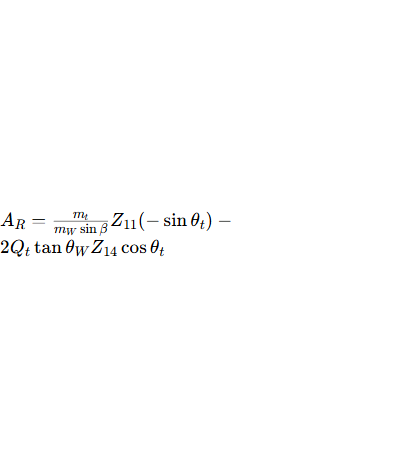 $A_R = \frac{m_t}{m_W \sin \beta} Z_{11}(-\sin \theta_t) -$
$2Q_t \tan \theta_W Z_{14} \cos \theta_t$